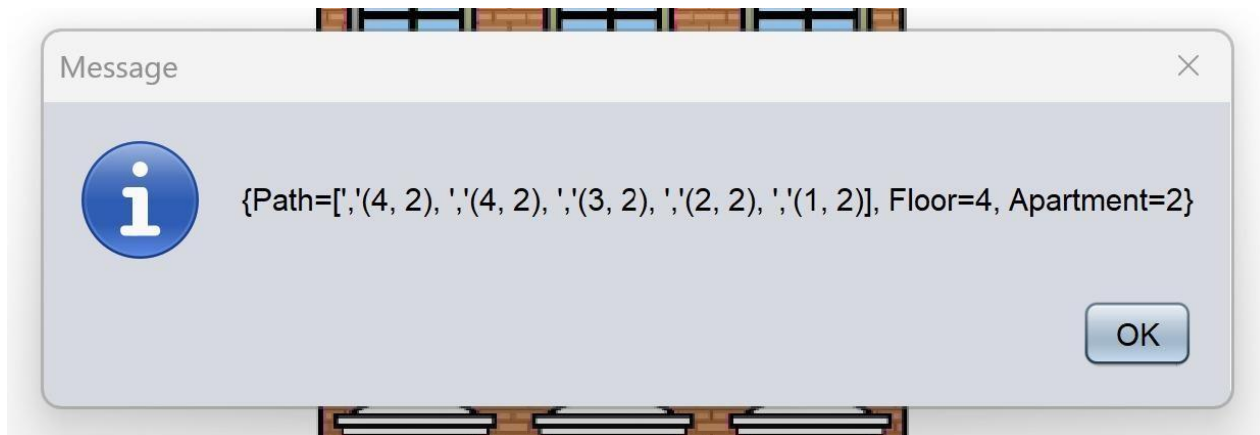 Message
{Path=[','(4, 2), ','(4, 2), ','(3, 2), ','(2, 2), ','(1, 2)], Floor=4, Apartment=2}
OK